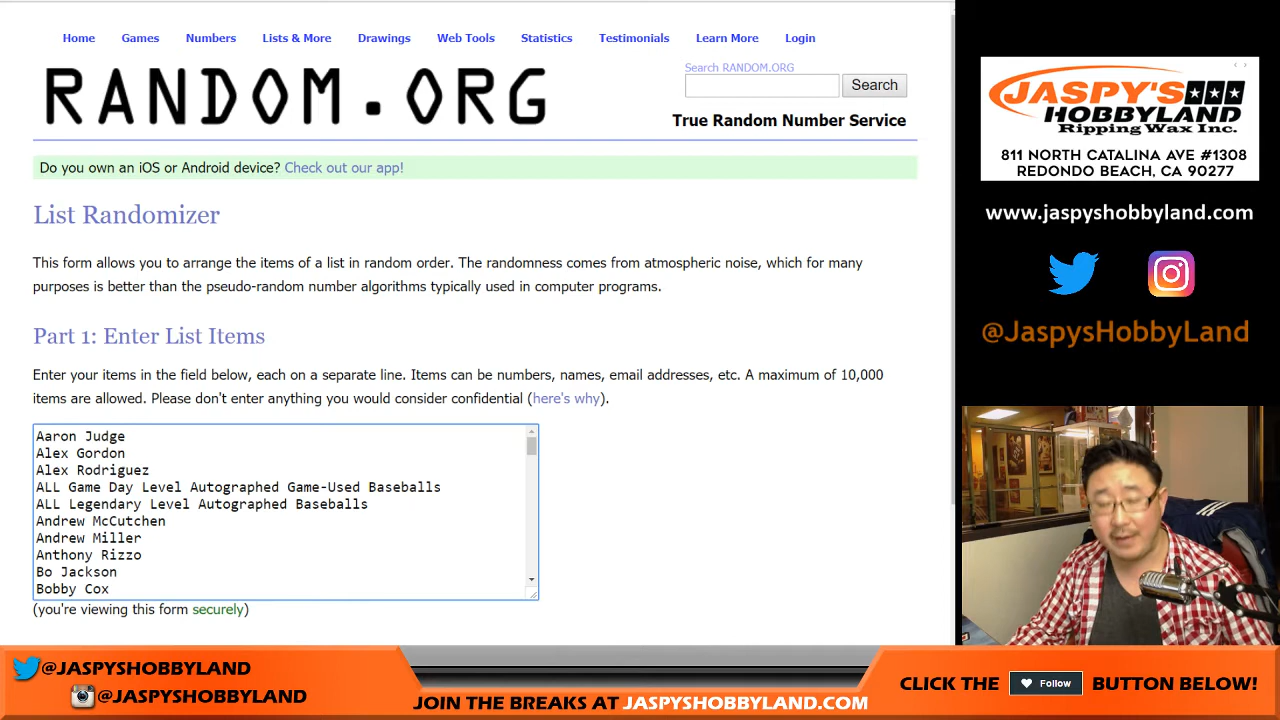 Home Games Numbers Lists & More Drawings Web Tools Statistics Testimonials Learn More Login
RANDOM.ORG
Search RANDOM.ORG
Search
True Random Number Service
Do you own an iOS or Android device? Check out our app!
List Randomizer
This form allows you to arrange the items of a list in random order. The randomness comes from atmospheric noise, which for many
purposes is better than the pseudo-random number algorithms typically used in computer programs.
Part 1: Enter List Items
Enter your items in the field below, each on a separate line. Items can be numbers, names, email addresses, etc. A maximum of 10,000
items are allowed. Please don't enter anything you would consider confidential (here's why).
Aaron Judge
Alex Gordon
Alex Rodriguez
ALL Game Day Level Autographed Game-Used Baseballs
ALL Legendary Level Autographed Baseballs
Andrew McCutchen
Andrew Miller
Anthony Rizzo
Bo Jackson
Bobby Cox
(you're viewing this form securely)
JASPY'S
HOBBYLAND
Ripping Wax Inc.
811 NORTH CATALINA AVE #1308
REDONDO BEACH, CA 90277
www.jaspyshobbyland.com
@JaspysHobbyLand
@JASPYSHOBBYLAND
@JASPYSHOBBYLAND
JOIN THE BREAKS AT JASPYSHOBBYLAND.COM
CLICK THE Follow BUTTON BELOW!